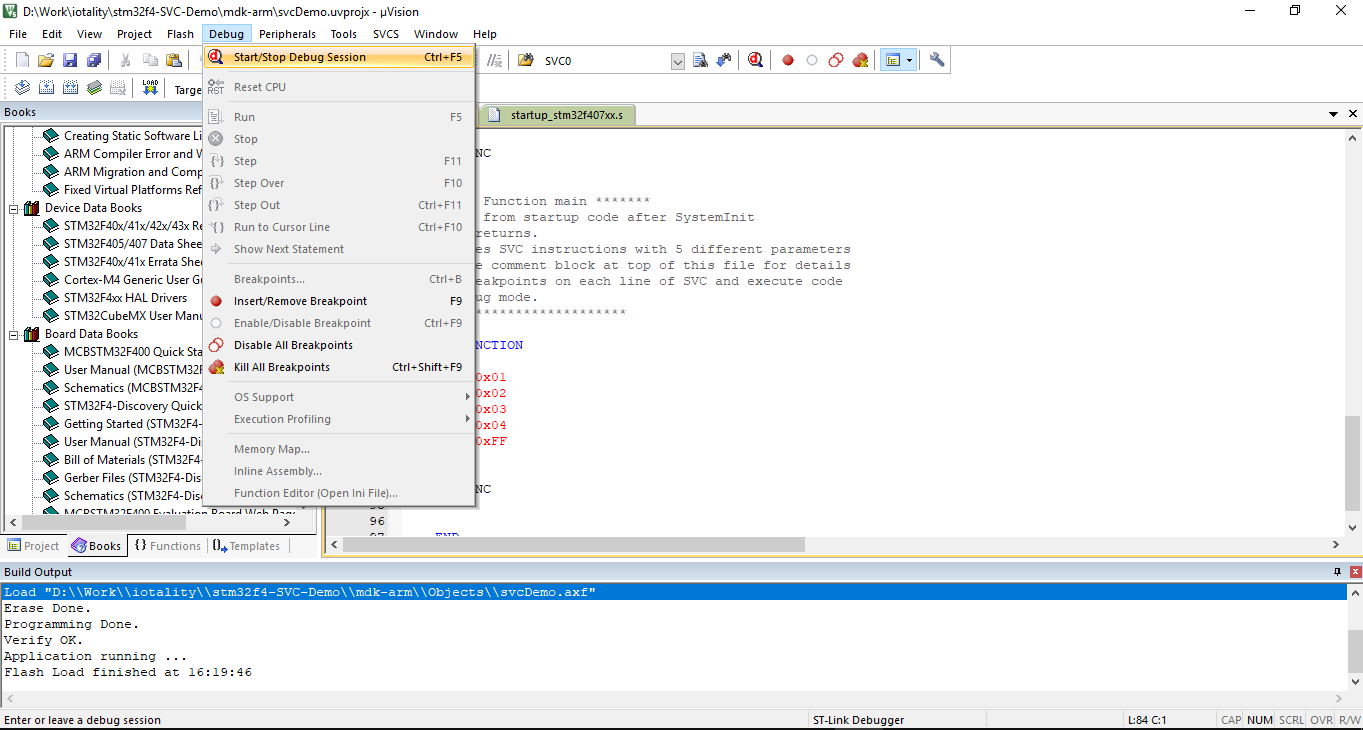 D:\Work\iotality\stm32f4-SVC-Demo\mdk-arm\svcDemo.uvprojx - µVision
File Edit View Project Flash Debug Peripherals Tools SVCS Window Help
SVC0
LOAD Targe
Start/Stop Debug Session Ctrl+F5
RST Reset CPU
Run F5
Stop
Step F11
Step Over F10
Step Out Ctrl+F11
Run to Cursor Line Ctrl+F10
Show Next Statement
Breakpoints... Ctrl+B
Insert/Remove Breakpoint F9
Enable/Disable Breakpoint Ctrl+F9
Disable All Breakpoints
Kill All Breakpoints Ctrl+Shift+F9
OS Support
Execution Profiling
Memory Map...
Inline Assembly...
Function Editor (Open Ini File)...
Books
Creating Static Software Li
ARM Compiler Error and W
ARM Migration and Comp
Fixed Virtual Platforms Ref
Device Data Books
STM32F40x/41x/42x/43x Re
STM32F405/407 Data Shee
STM32F40x/41x Errata Shee
Cortex-M4 Generic User Gu
STM32F4xx HAL Drivers
STM32CubeMX User Manu
Board Data Books
MCBSTM32F400 Quick Sta
User Manual (MCBSTM32F4
Schematics (MCBSTM32F4
STM32F4-Discovery Quick
Getting Started (STM32F4-
User Manual (STM32F4-Di
Bill of Materials (STM32F4-
Gerber Files (STM32F4-Dis
Schematics (STM32F4-Disc
MCBSTM32F400 Evaluation Board Web Page
Project Books {} Functions Templates
startup_stm32f407xx.s
NC
Function main *******
from startup code after SystemInit
returns.
es SVC instructions with 5 different parameters
e comment block at top of this file for details
eakpoints on each line of SVC and execute code
ug mode.
*******************
NCTION
0x01
0x02
0x03
0x04
0xFF
NC
95
96
97 END
Build Output
Load "D:\\Work\\iotality\\stm32f4-SVC-Demo\\mdk-arm\\Objects\\svcDemo.axf"
Erase Done.
Programming Done.
Verify OK.
Application running ...
Flash Load finished at 16:19:46
Enter or leave a debug session ST-Link Debugger L:84 C:1 CAP NUM SCRL OVR R/W